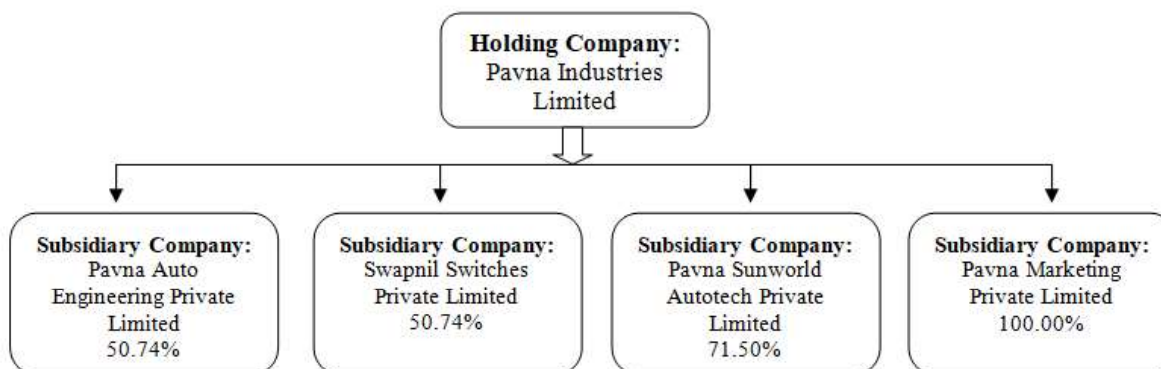 Holding Company:
Pavna Industries
Limited
Subsidiary Company:
Pavna Auto
Engineering Private
Limited
50.74%
Subsidiary Company:
Swapnil Switches
Private Limited
50.74%
Subsidiary Company:
Pavna Sunworld
Autotech Private
Limited
71.50%
Subsidiary Company:
Pavna Marketing
Private Limited
100.00%